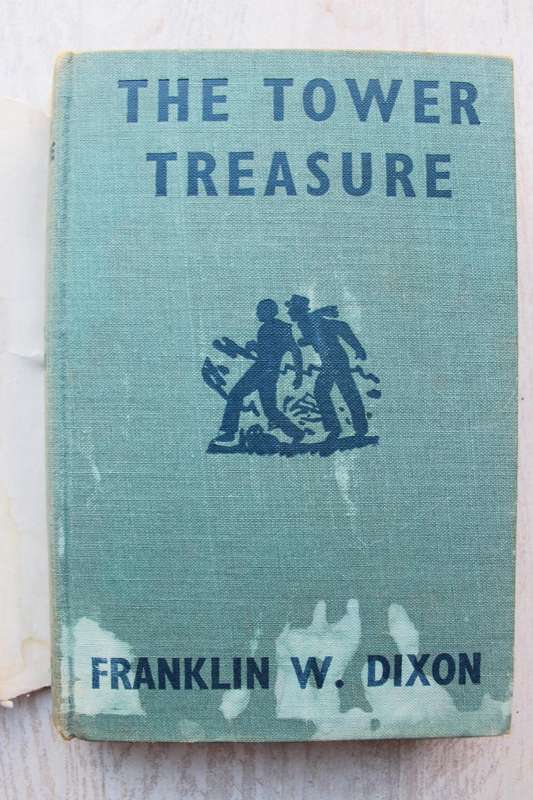 THE TOWER
TREASURE
FRANKLIN W. DIXON